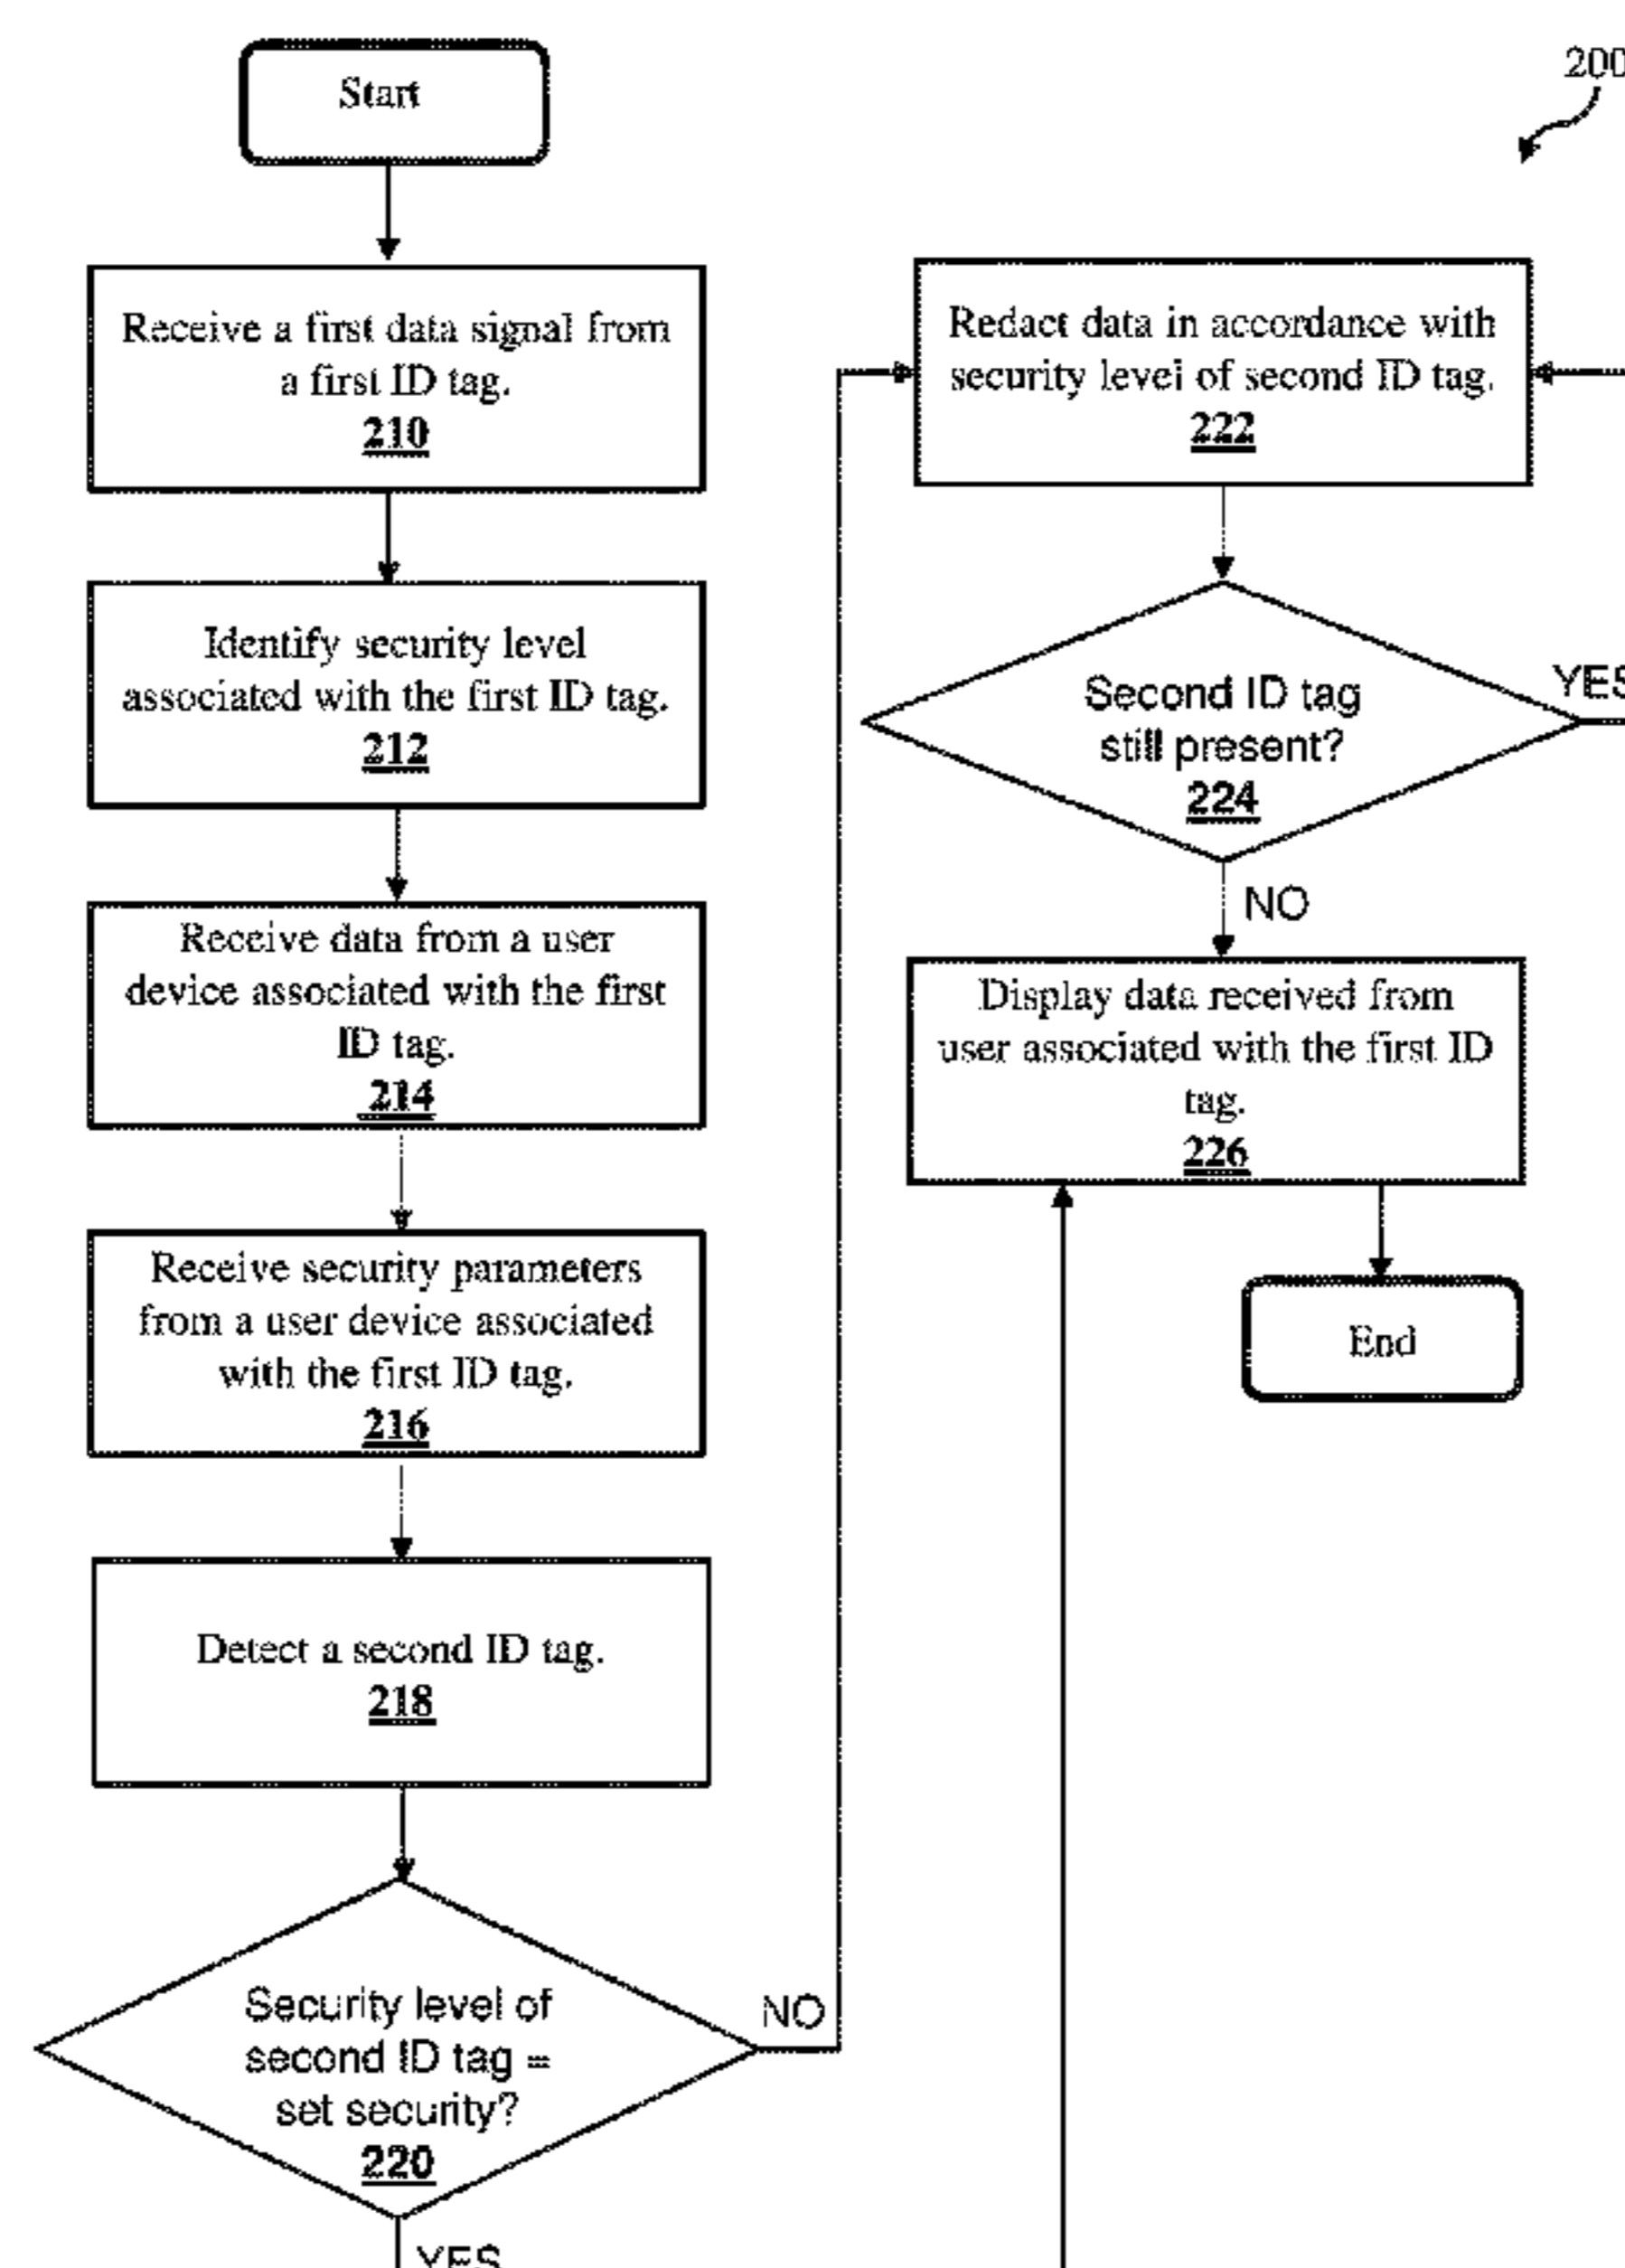 Start
200
Receive a first data signal from
a first ID tag.
210
Identify security level
associated with the first ID tag.
212
Receive data from a user
device associated with the first
ID tag.
214
Receive security parameters
from a user device associated
with the first ID tag.
216
Detect a second ID tag.
218
Security level of
second ID tag =
set security?
220
NO
YES
Redact data in accordance with
security level of second ID tag.
222
Second ID tag
still present?
224
YES
NO
Display data received from
user associated with the first ID
tag.
226
End